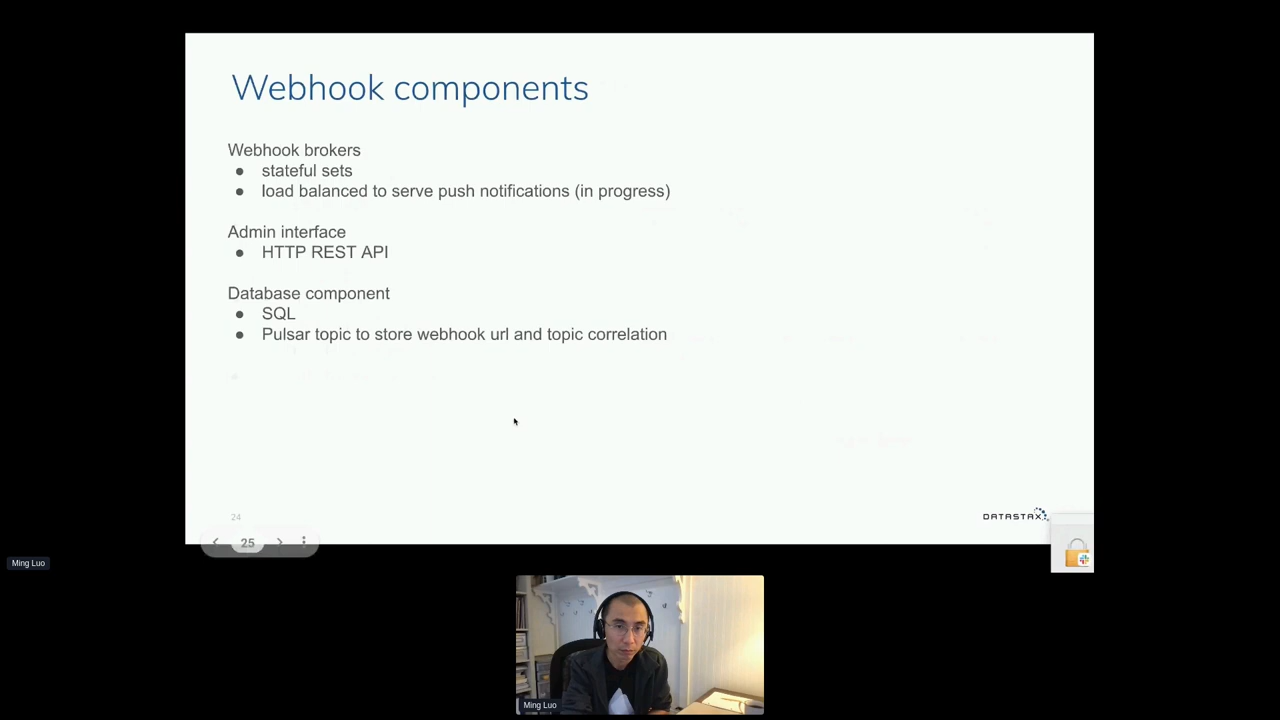 Webhook components
Webhook brokers
● stateful sets
● load balanced to serve push notifications (in progress)
Admin interface
● HTTP REST API
Database component
● SQL
● Pulsar topic to store webhook url and topic correlation
24
DATASTAX
25
Ming Luo
Ming Luo